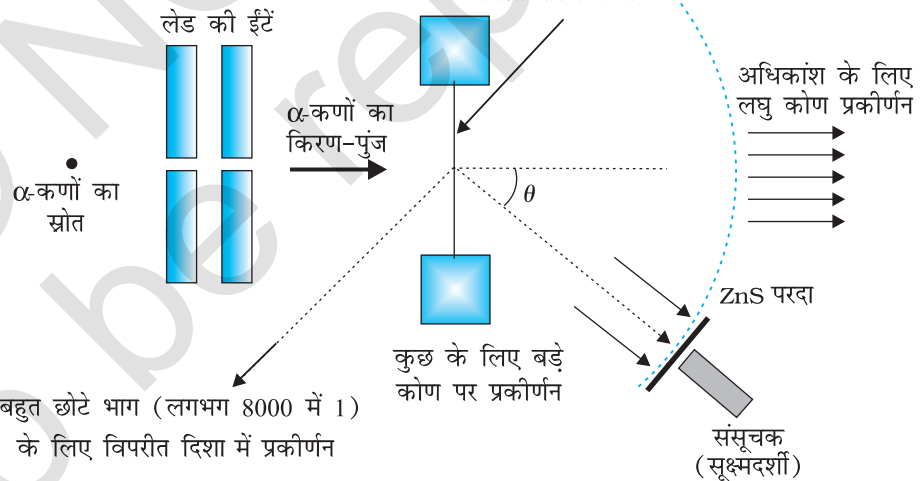 लेड की ईंटें
अधिकांश के लिए
लघु कोण प्रकीर्णन
α-कणों का
किरण-पुंज
α-कणों का
स्रोत
θ
ZnS परदा
कुछ के लिए बड़े
कोण पर प्रकीर्णन
बहुत छोटे भाग (लगभग 8000 में 1)
के लिए विपरीत दिशा में प्रकीर्णन
संसूचक
(सूक्ष्मदर्शी)